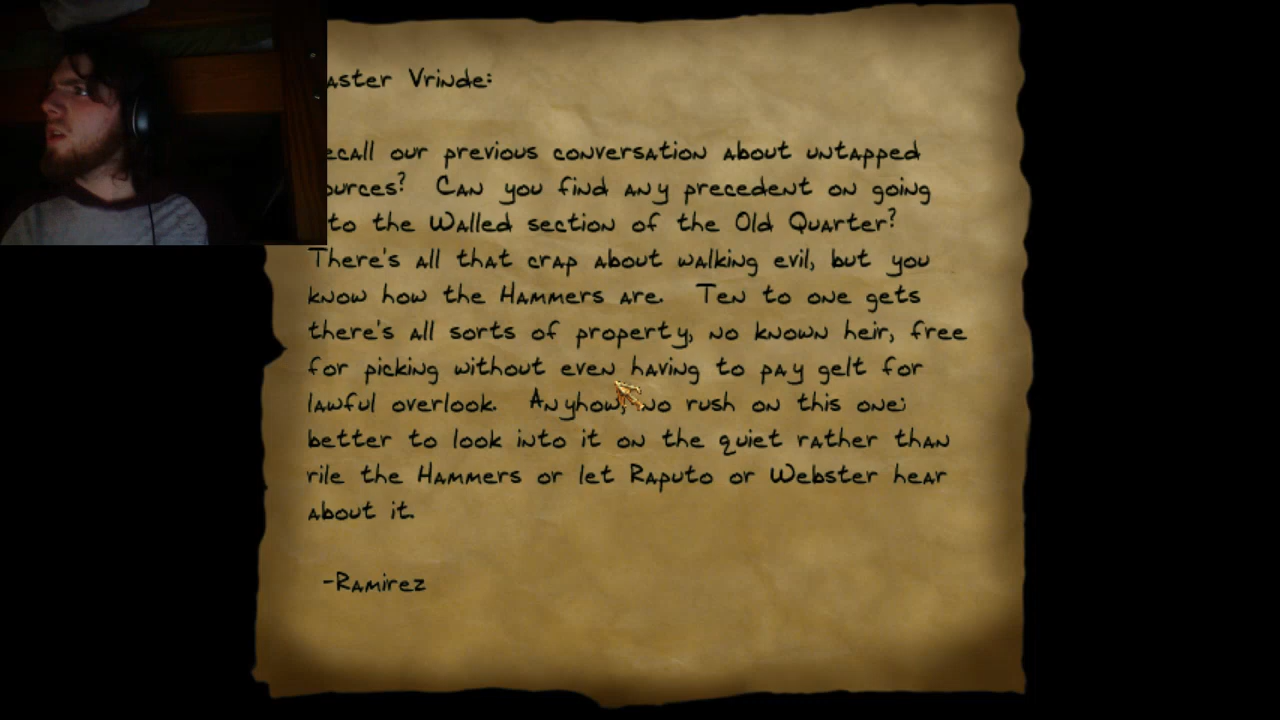 Vrinde:
our previous conversation about untapped
Can you find any precedent on going
to the Walled section of the Old Quarter?
There's all that crap about walking evil, but you
know how the Hammers are. Ten to one gets
there's all sorts of property, no known heir, free
for picking without even having to pay gelt for
lawful overlook. Anyhow, no rush on this one;
better to look into it on the quiet rather than
rile the Hammers or let Raputo or Webster hear
about it.
-Ramirez